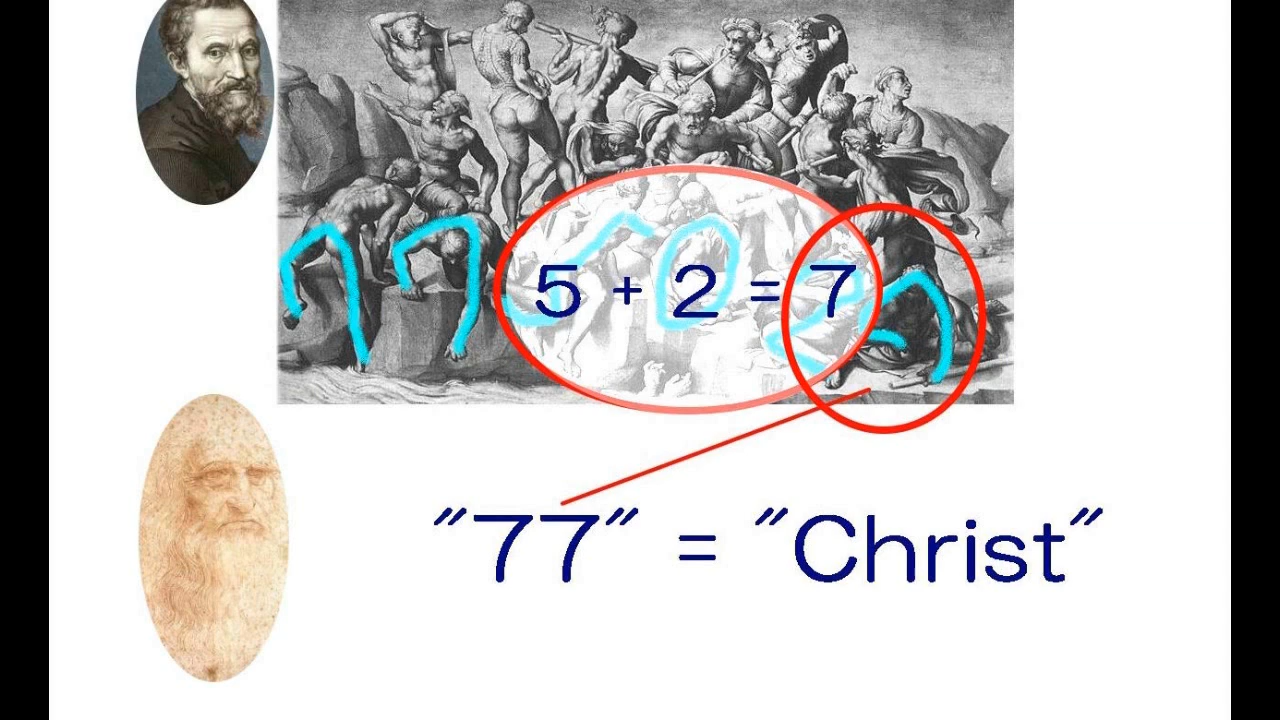 5 + 2 = 7
"77" = "Christ"